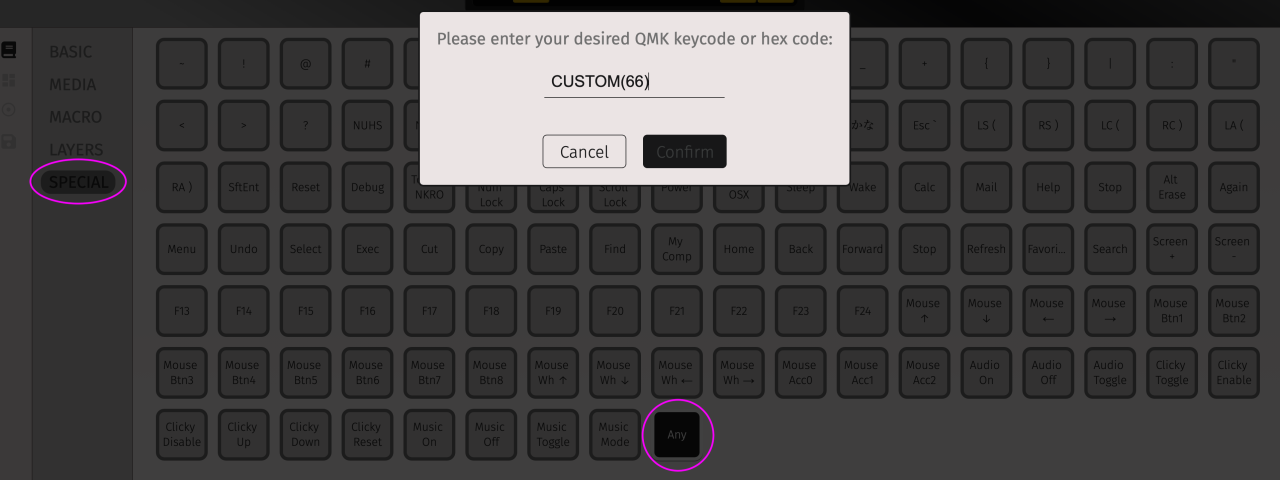 Please enter your desired QMK keycode or hex code:
CUSTOM(66)
Cancel
Confirm
BASIC
MEDIA
MACRO
LAYERS
SPECIAL
~
!
@
#
_
+
{
}
|
:
"
<
>
?
NUHS
かな
Esc `
LS (
RS )
LC (
RC )
LA (
RA )
SftEnt
Reset
Debug
NKRO
Num
Lock
Caps
Lock
Scroll
Lock
Power
OSX
Sleep
Wake
Calc
Mail
Help
Stop
Alt
Erase
Again
Menu
Undo
Select
Exec
Cut
Copy
Paste
Find
My
Comp
Home
Back
Forward
Stop
Refresh
Favori...
Search
Screen
+
Screen
-
F13
F14
F15
F16
F17
F18
F19
F20
F21
F22
F23
F24
Mouse
↑
Mouse
↓
Mouse
←
Mouse
→
Mouse
Btn1
Mouse
Btn2
Mouse
Btn3
Mouse
Btn4
Mouse
Btn5
Mouse
Btn6
Mouse
Btn7
Mouse
Btn8
Mouse
Wh ↑
Mouse
Wh ↓
Mouse
Wh ←
Mouse
Wh →
Mouse
Acc0
Mouse
Acc1
Mouse
Acc2
Audio
On
Audio
Off
Audio
Toggle
Clicky
Toggle
Clicky
Enable
Clicky
Disable
Clicky
Up
Clicky
Down
Clicky
Reset
Music
On
Music
Off
Music
Toggle
Music
Mode
Any